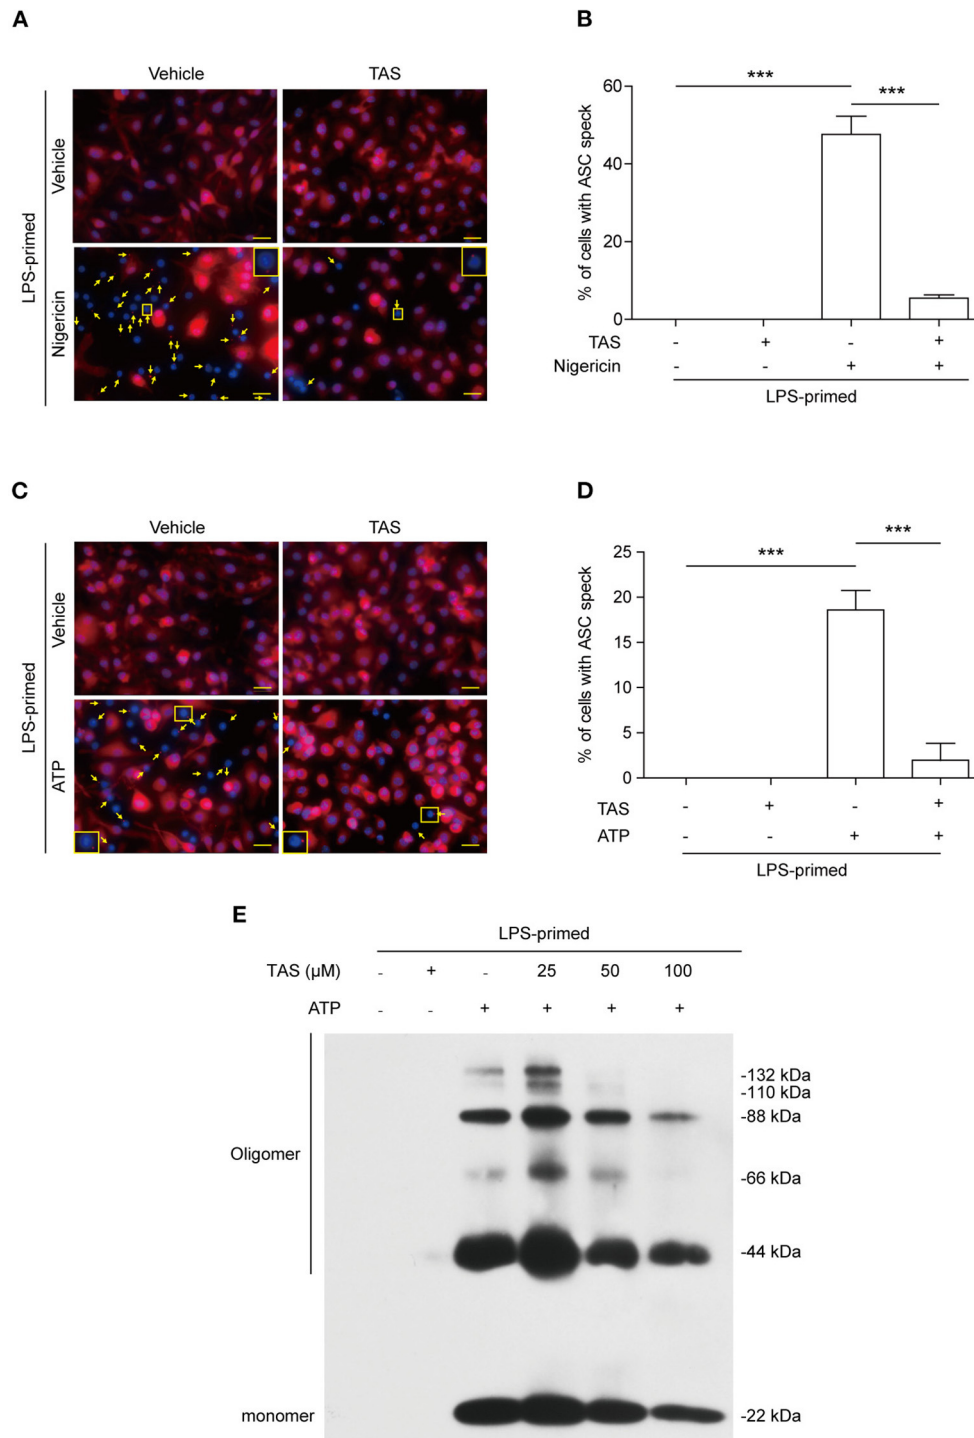 A
Vehicle TAS
LPS-primed
Vehicle
Nigericin
B
% of cells with ASC speck
60
40
20
0
*** ***
TAS - + - +
Nigericin - - + +
LPS-primed
C
Vehicle TAS
LPS-primed
Vehicle
ATP
D
% of cells with ASC speck
25
20
15
10
5
0
*** ***
TAS - + - +
ATP - - + +
LPS-primed
E
LPS-primed
TAS (µM) - + - 25 50 100
ATP - - + + + +
Oligomer
monomer
-132 kDa
-110 kDa
-88 kDa
-66 kDa
-44 kDa
-22 kDa